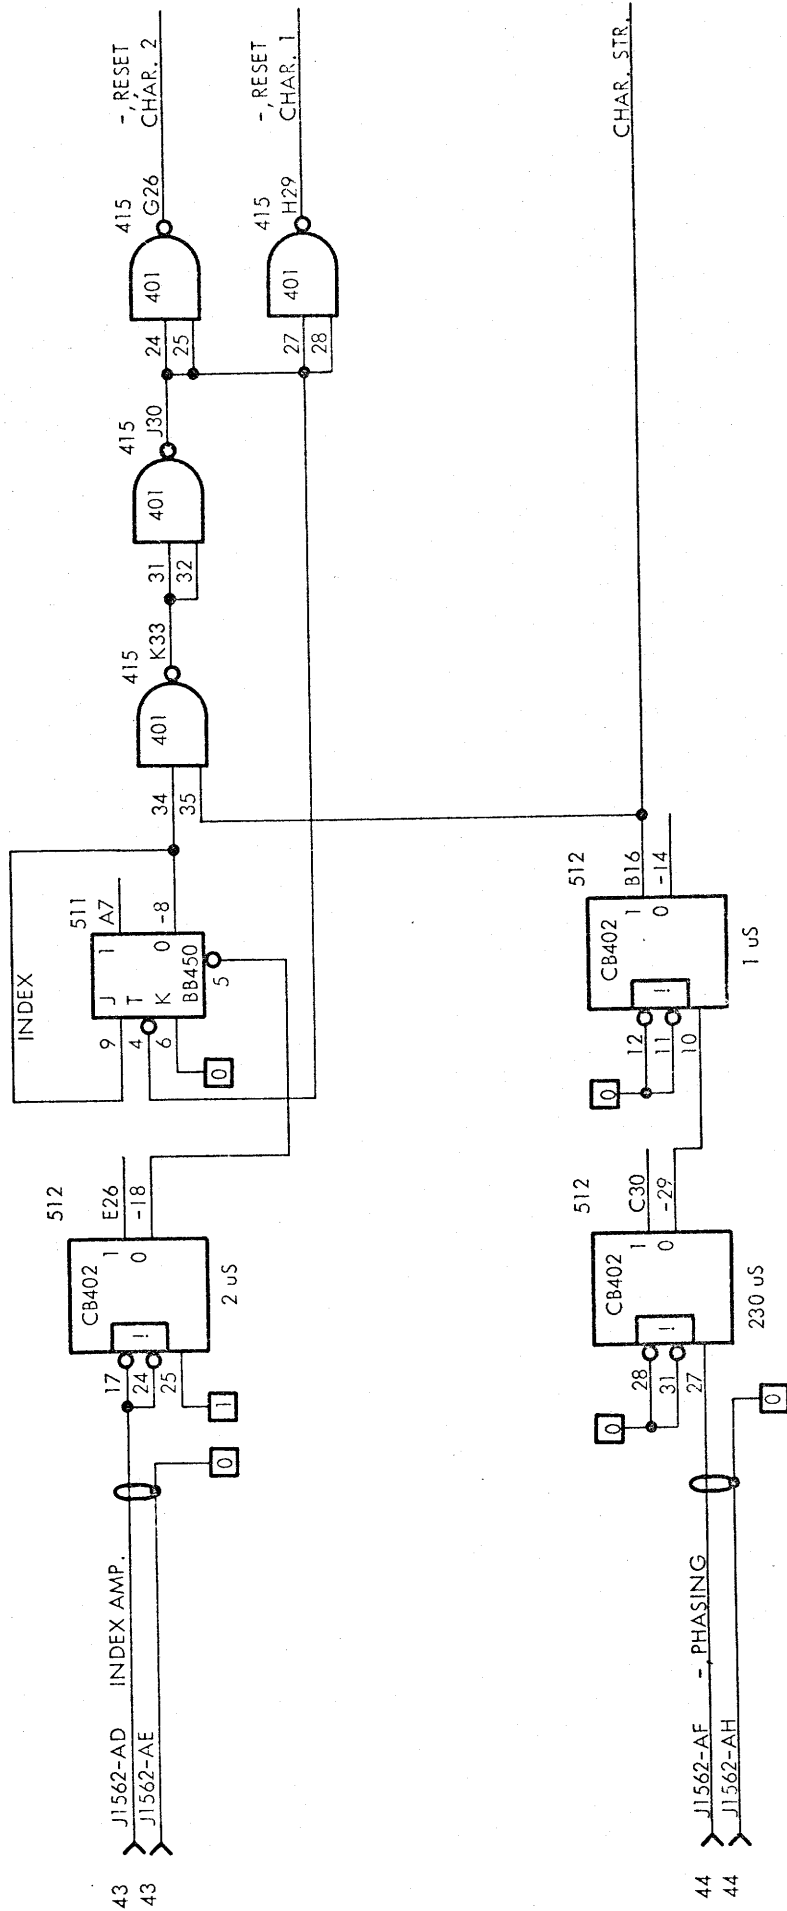 43 J1562-AD INDEX AMP.
43 J1562-AE
0
17
24
25
1
CB402
!
1
0
2 uS
512
E26
-18
INDEX
9 J
4 T
6 K
0
1
0
BB450
5
511
A7
-8
34
35
401
415
K33
31
32
401
415
J30
24
25
401
415
G26
-,RESET
CHAR. 2
27
28
401
415
H29
-,RESET
CHAR. 1
44 J1562-AF -,PHASING
44 J1562-AH
0
0
28
31
27
CB402
!
1
0
230 uS
512
C30
-29
0
12
11
10
CB402
!
1
0
1 uS
512
B16
-14
CHAR. STR.